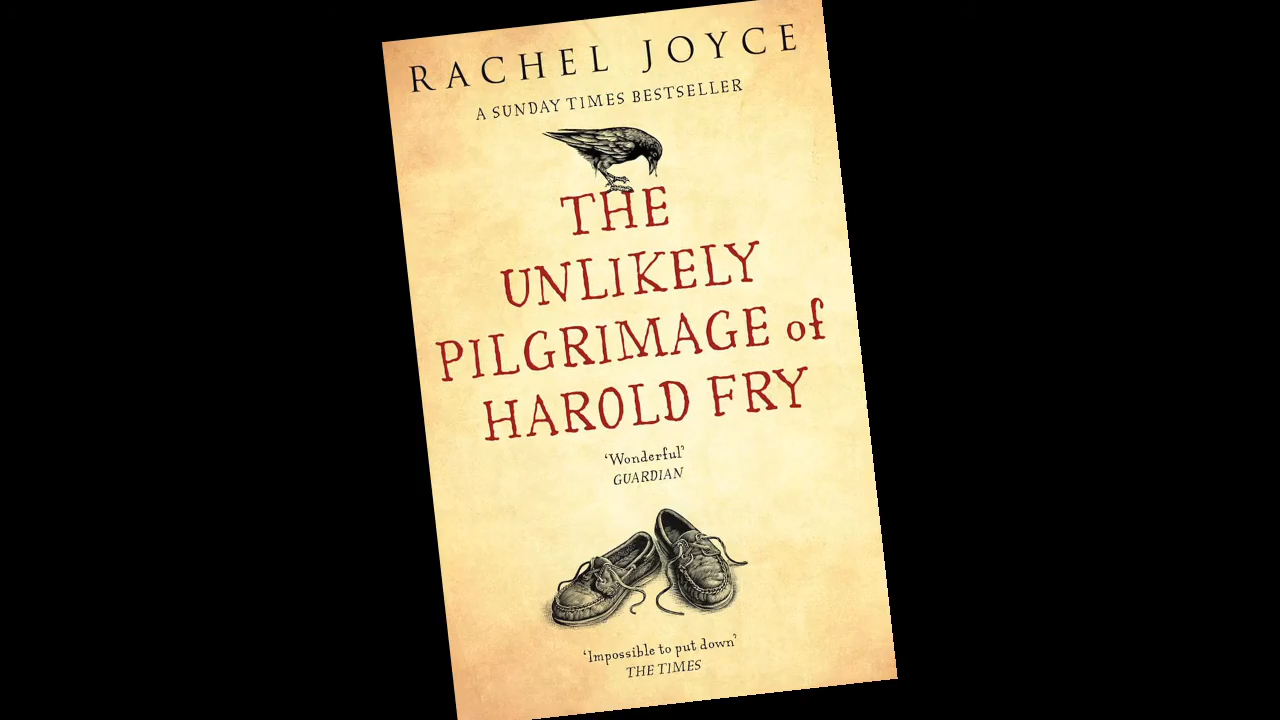 RACHEL JOYCE
A SUNDAY TIMES BESTSELLER
THE
UNLIKELY
PILGRIMAGE of
HAROLD FRY
‘Wonderful’
GUARDIAN
‘Impossible to put down’
THE TIMES